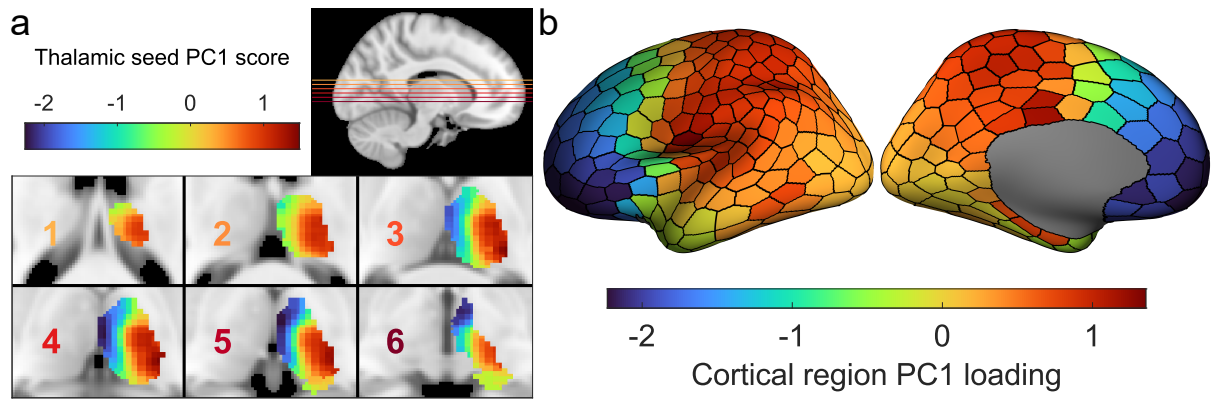 a
Thalamic seed PC1 score
-2 -1 0 1
1 2 3
4 5 6
b
-2 -1 0 1
Cortical region PC1 loading